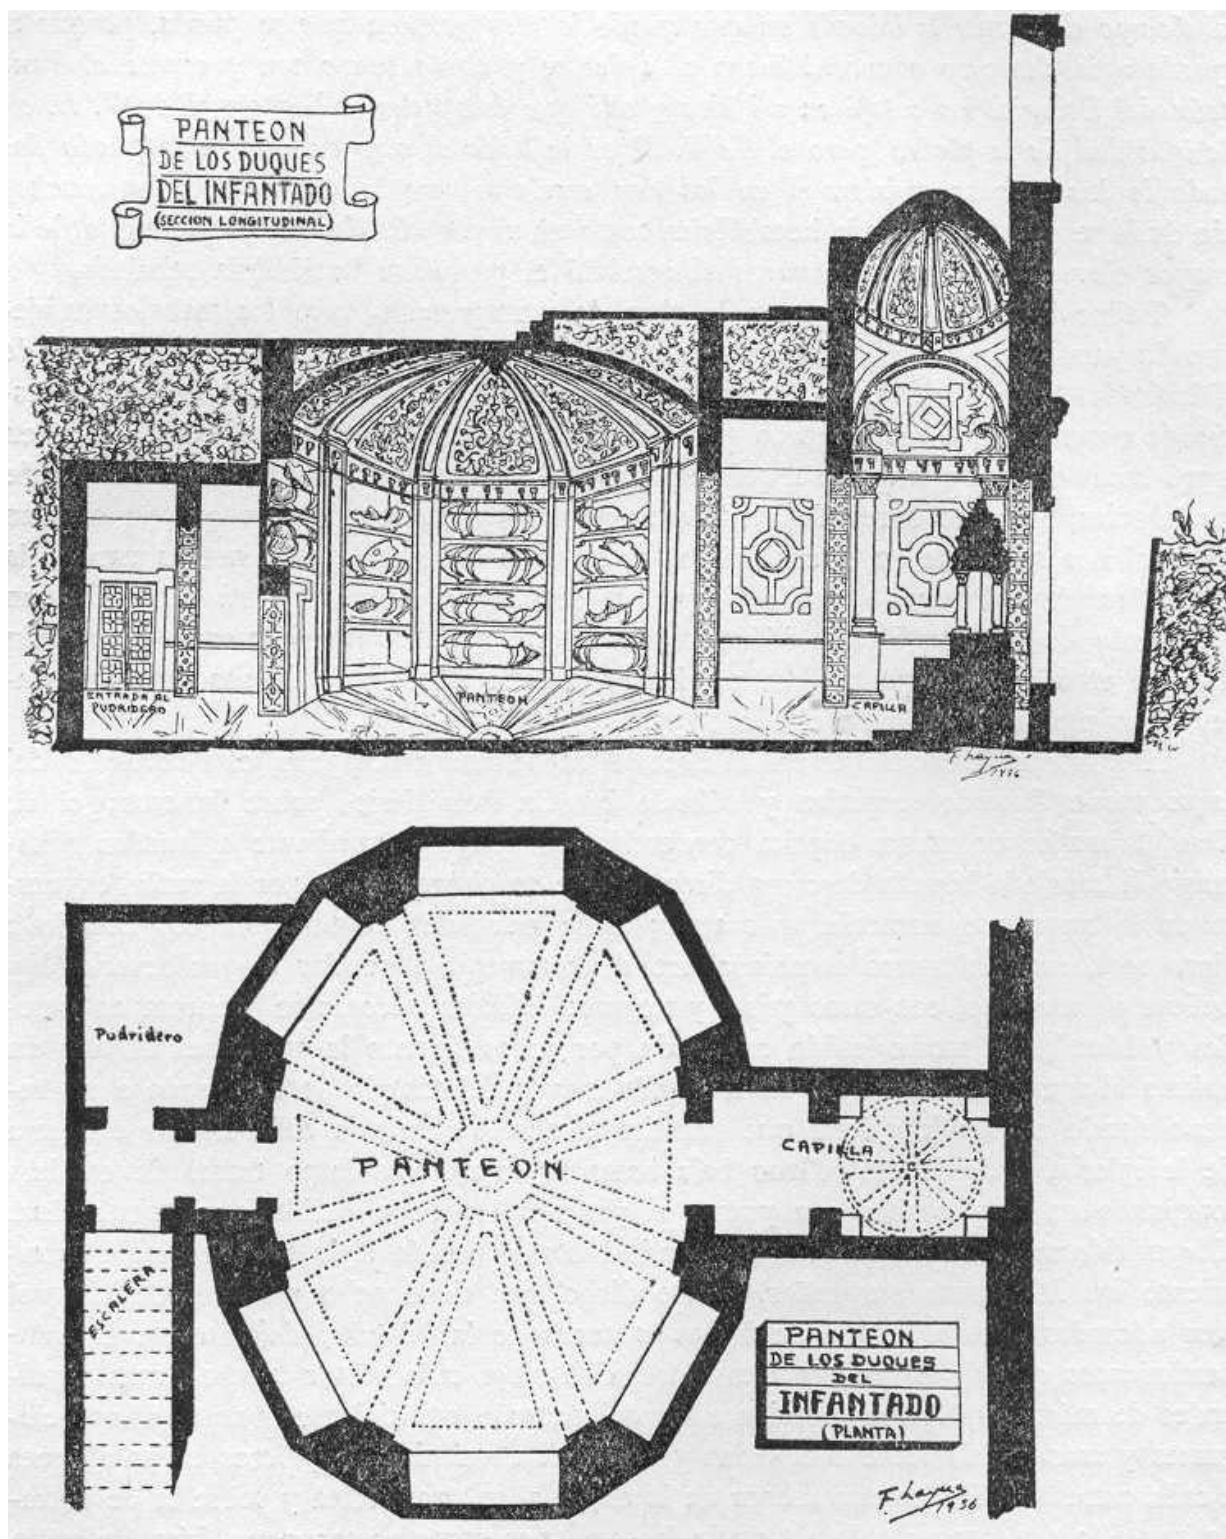 PANTEON
DE LOS DUQUES
DEL INFANTADO
(SECCION LONGITUDINAL)
ENTRADA AL
PUDRIDERO
PANTEON
CAPILLA
1936
Pudridero
PANTEON
CAPILLA
ESCALERA
PANTEON
DE LOS DUQUES
DEL
INFANTADO
(PLANTA)
F. Layna
1936